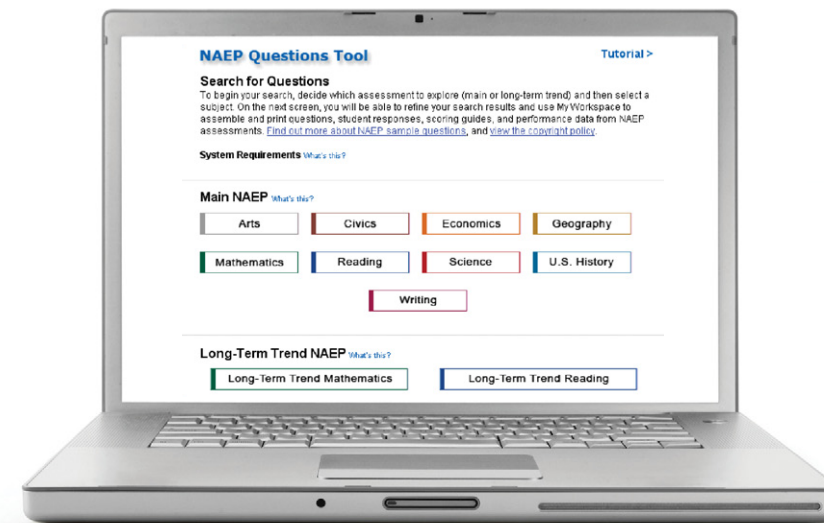 NAEP Questions Tool
Tutorial >
Search for Questions
To begin your search, decide which assessment to explore (main or long-term trend) and then select a
subject. On the next screen, you will be able to refine your search results and use My Workspace to
assemble and print questions, student responses, scoring guides, and performance data from NAEP
assessments. Find out more about NAEP sample questions, and view the copyright policy.
System Requirements What's this?
Main NAEP What's this?
Arts Civics Economics Geography
Mathematics Reading Science U.S. History
Writing
Long-Term Trend NAEP What's this?
Long-Term Trend Mathematics Long-Term Trend Reading